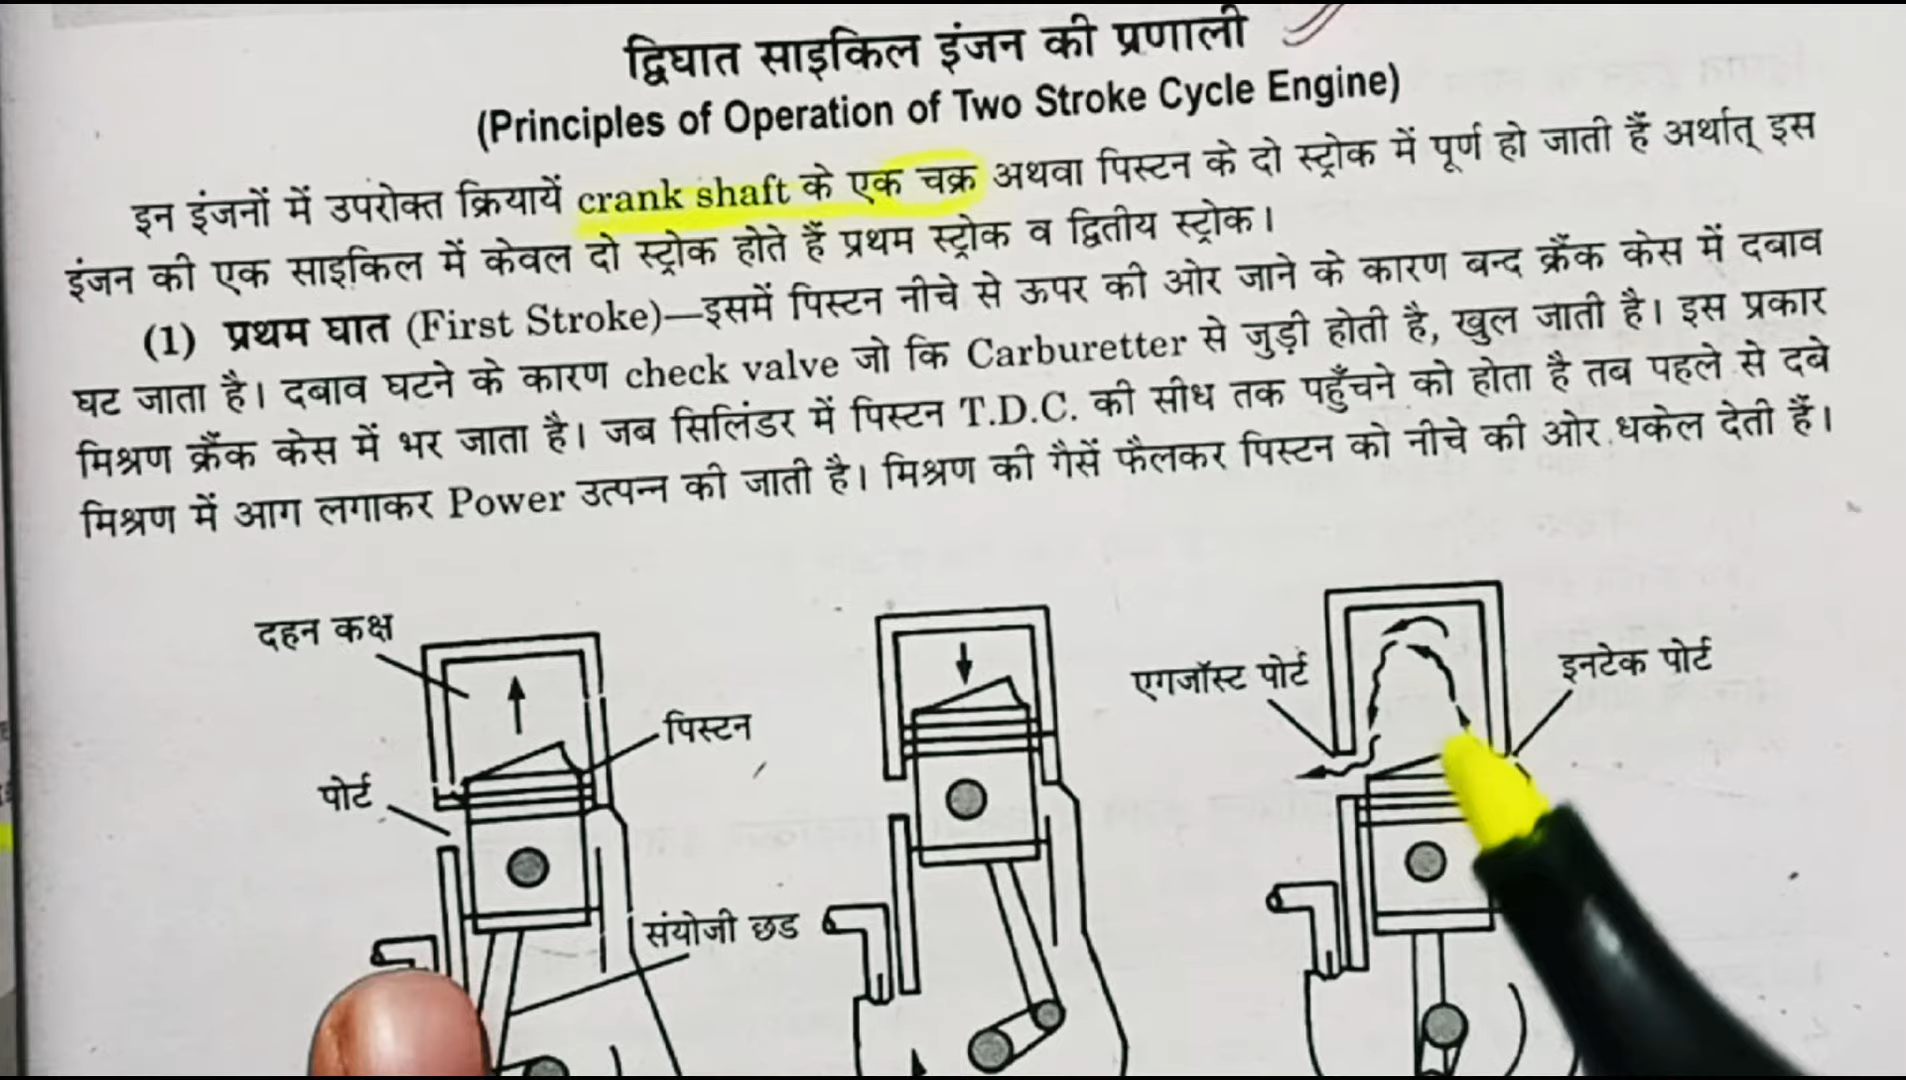 द्विघात साइकिल इंजन की प्रणाली
(Principles of Operation of Two Stroke Cycle Engine)
इन इंजनों में उपरोक्त क्रियायें crank shaft के एक चक्र अथवा पिस्टन के दो स्ट्रोक में पूर्ण हो जाती हैं अर्थात् इस
इंजन की एक साइकिल में केवल दो स्ट्रोक होते हैं प्रथम स्ट्रोक व द्वितीय स्ट्रोक।
(1) प्रथम घात (First Stroke)—इसमें पिस्टन नीचे से ऊपर की ओर जाने के कारण बन्द क्रैंक केस में दबाव
घट जाता है। दबाव घटने के कारण check valve जो कि Carburetter से जुड़ी होती है, खुल जाती है। इस प्रकार
मिश्रण क्रैंक केस में भर जाता है। जब सिलिंडर में पिस्टन T.D.C. की सीध तक पहुँचने को होता है तब पहले से दबे
मिश्रण में आग लगाकर Power उत्पन्न की जाती है। मिश्रण की गैसें फैलकर पिस्टन को नीचे की ओर धकेल देती हैं।
दहन कक्ष
पिस्टन
पोर्ट
संयोजी छड
एगजॉस्ट पोर्ट
इनटेक पोर्ट